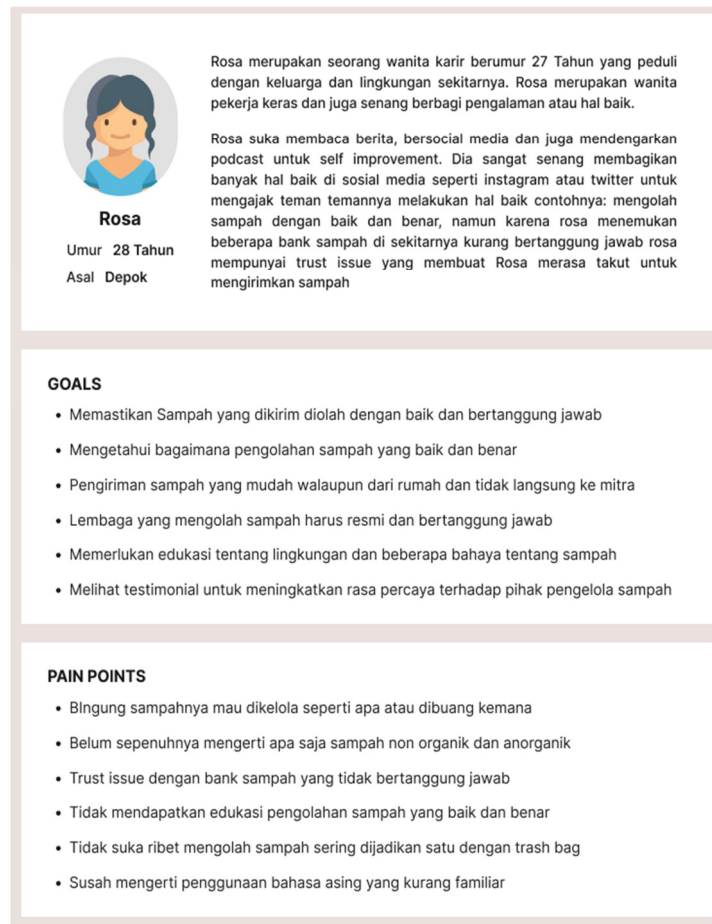 Rosa
Umur 28 Tahun
Asal Depok
Rosa merupakan seorang wanita karir berumur 27 Tahun yang peduli
dengan keluarga dan lingkungan sekitarnya. Rosa merupakan wanita
pekerja keras dan juga senang berbagi pengalaman atau hal baik.
Rosa suka membaca berita, bersocial media dan juga mendengarkan
podcast untuk self improvement. Dia sangat senang membagikan
banyak hal baik di sosial media seperti instagram atau twitter untuk
mengajak teman temannya melakukan hal baik contohnya: mengolah
sampah dengan baik dan benar, namun karena rosa menemukan
beberapa bank sampah di sekitarnya kurang bertanggung jawab rosa
mempunyai trust issue yang membuat Rosa merasa takut untuk
mengirimkan sampah
GOALS
• Memastikan Sampah yang dikirim diolah dengan baik dan bertanggung jawab
• Mengetahui bagaimana pengolahan sampah yang baik dan benar
• Pengiriman sampah yang mudah walaupun dari rumah dan tidak langsung ke mitra
• Lembaga yang mengolah sampah harus resmi dan bertanggung jawab
• Memerlukan edukasi tentang lingkungan dan beberapa bahaya tentang sampah
• Melihat testimonial untuk meningkatkan rasa percaya terhadap pihak pengelola sampah
PAIN POINTS
• BIngung sampahnya mau dikelola seperti apa atau dibuang kemana
• Belum sepenuhnya mengerti apa saja sampah non organik dan anorganik
• Trust issue dengan bank sampah yang tidak bertanggung jawab
• Tidak mendapatkan edukasi pengolahan sampah yang baik dan benar
• Tidak suka ribet mengolah sampah sering dijadikan satu dengan trash bag
• Susah mengerti penggunaan bahasa asing yang kurang familiar